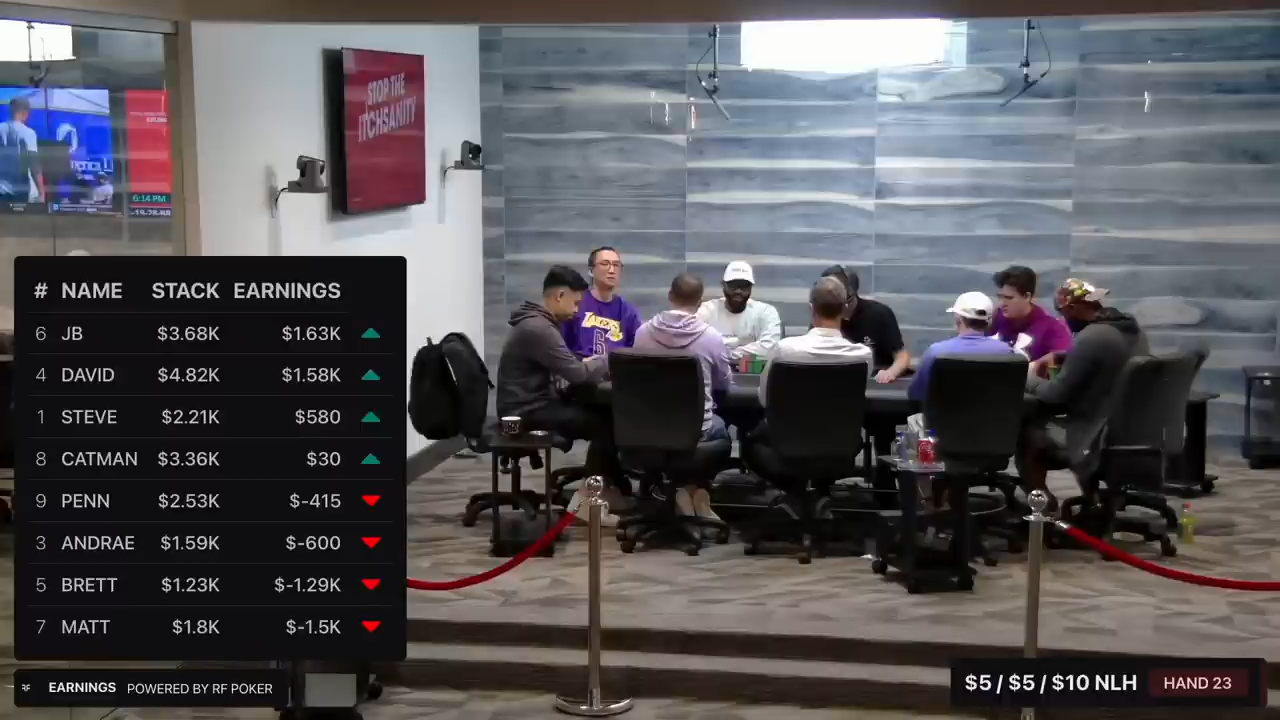 STOP THE
ITCHSANITY
6:14 PM
# NAME STACK EARNINGS
6 JB $3.68K $1.63K
4 DAVID $4.82K $1.58K
1 STEVE $2.21K $580
8 CATMAN $3.36K $30
9 PENN $2.53K $-415
3 ANDRAE $1.59K $-600
5 BRETT $1.23K $-1.29K
7 MATT $1.8K $-1.5K
EARNINGS POWERED BY RF POKER
LAKERS
6
$5 / $5 / $10 NLH HAND 23